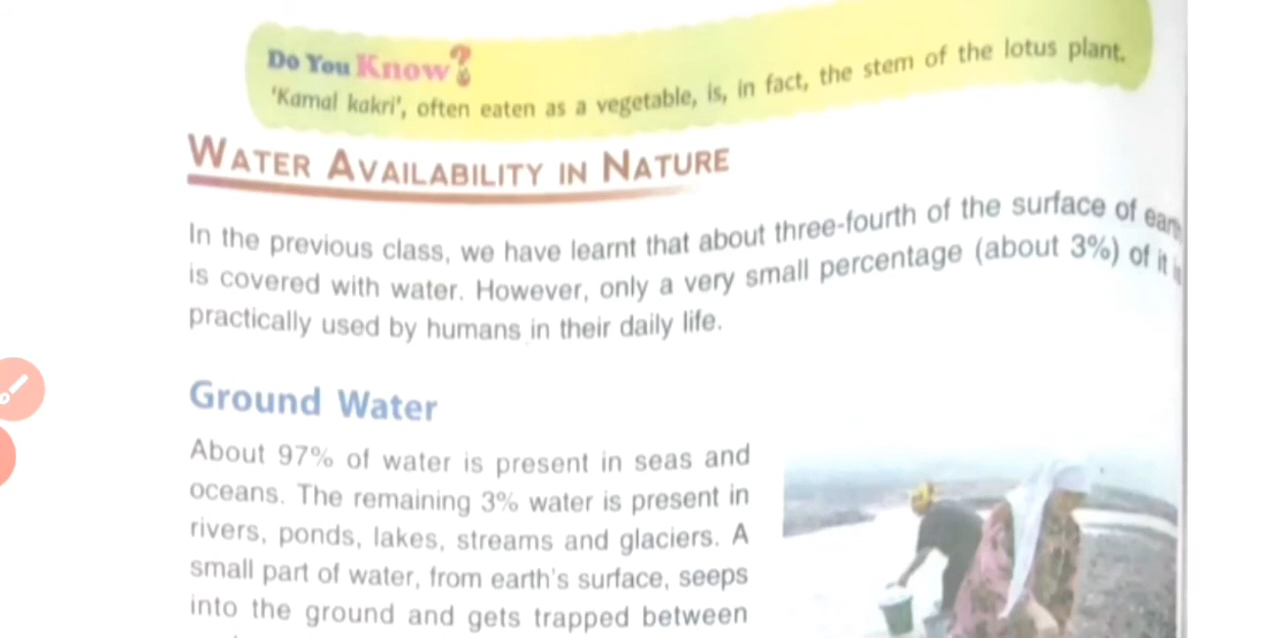 Do You Know?
'Kamal kakri', often eaten as a vegetable, is, in fact, the stem of the lotus plant.
WATER AVAILABILITY IN NATURE
In the previous class, we have learnt that about three-fourth of the surface of
is covered with water. However, only a very small percentage (about 3%) of it
practically used by humans in their daily life.
Ground Water
About 97% of water is present in seas and
oceans. The remaining 3% water is present in
rivers, ponds, lakes, streams and glaciers. A
small part of water, from earth's surface, seeps
into the ground and gets trapped between